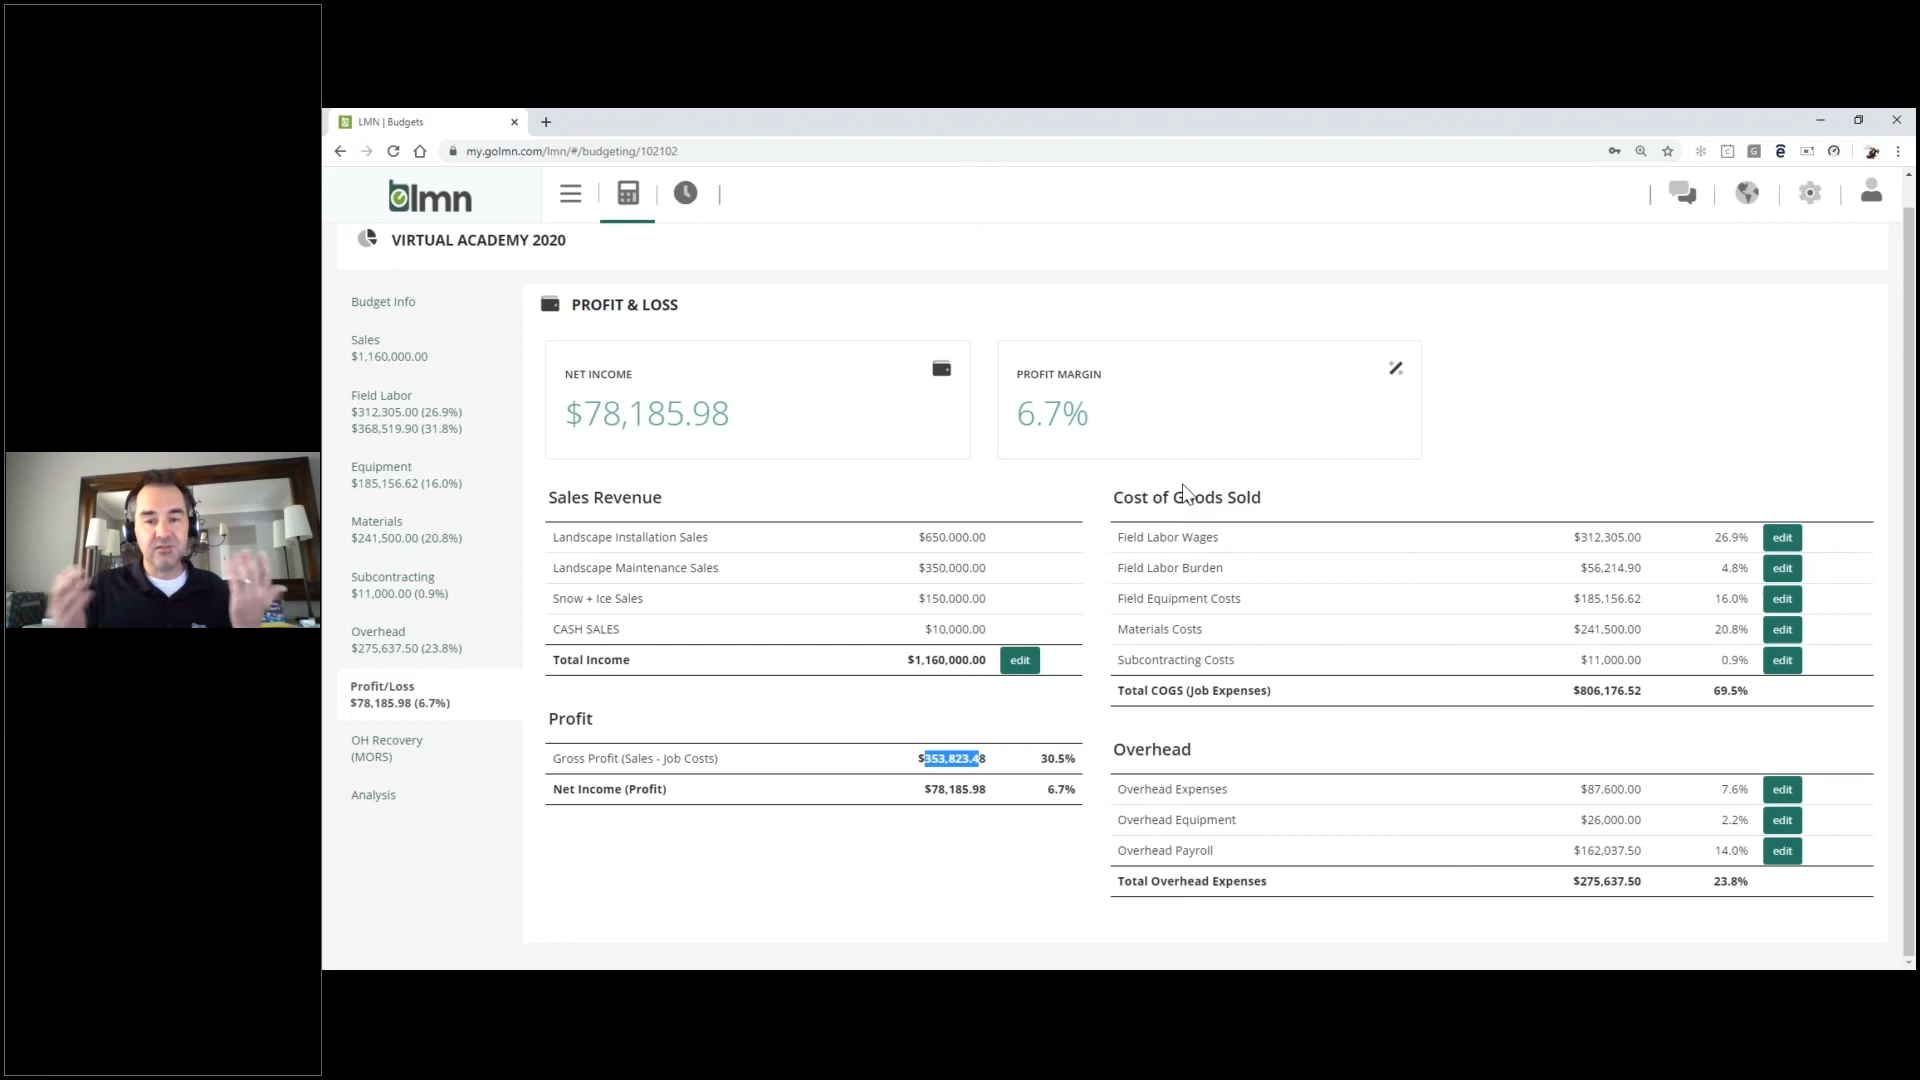 LMN | Budgets
my.golmn.com/lmn/#/budgeting/102102
lmn
VIRTUAL ACADEMY 2020
Budget Info
Sales
$1,160,000.00
Field Labor
$312,305.00 (26.9%)
$368,519.90 (31.8%)
Equipment
$185,156.62 (16.0%)
Materials
$241,500.00 (20.8%)
Subcontracting
$11,000.00 (0.9%)
Overhead
$275,637.50 (23.8%)
Profit/Loss
$78,185.98 (6.7%)
OH Recovery
(MORS)
Analysis
PROFIT & LOSS
NET INCOME
$78,185.98
PROFIT MARGIN
6.7%
Sales Revenue
Landscape Installation Sales $650,000.00
Landscape Maintenance Sales $350,000.00
Snow + Ice Sales $150,000.00
CASH SALES $10,000.00
Total Income $1,160,000.00 edit
Profit
Gross Profit (Sales - Job Costs) $353,823.48 30.5%
Net Income (Profit) $78,185.98 6.7%
Cost of Goods Sold
Field Labor Wages $312,305.00 26.9% edit
Field Labor Burden $56,214.90 4.8% edit
Field Equipment Costs $185,156.62 16.0% edit
Materials Costs $241,500.00 20.8% edit
Subcontracting Costs $11,000.00 0.9% edit
Total COGS (Job Expenses) $806,176.52 69.5%
Overhead
Overhead Expenses $87,600.00 7.6% edit
Overhead Equipment $26,000.00 2.2% edit
Overhead Payroll $162,037.50 14.0% edit
Total Overhead Expenses $275,637.50 23.8%